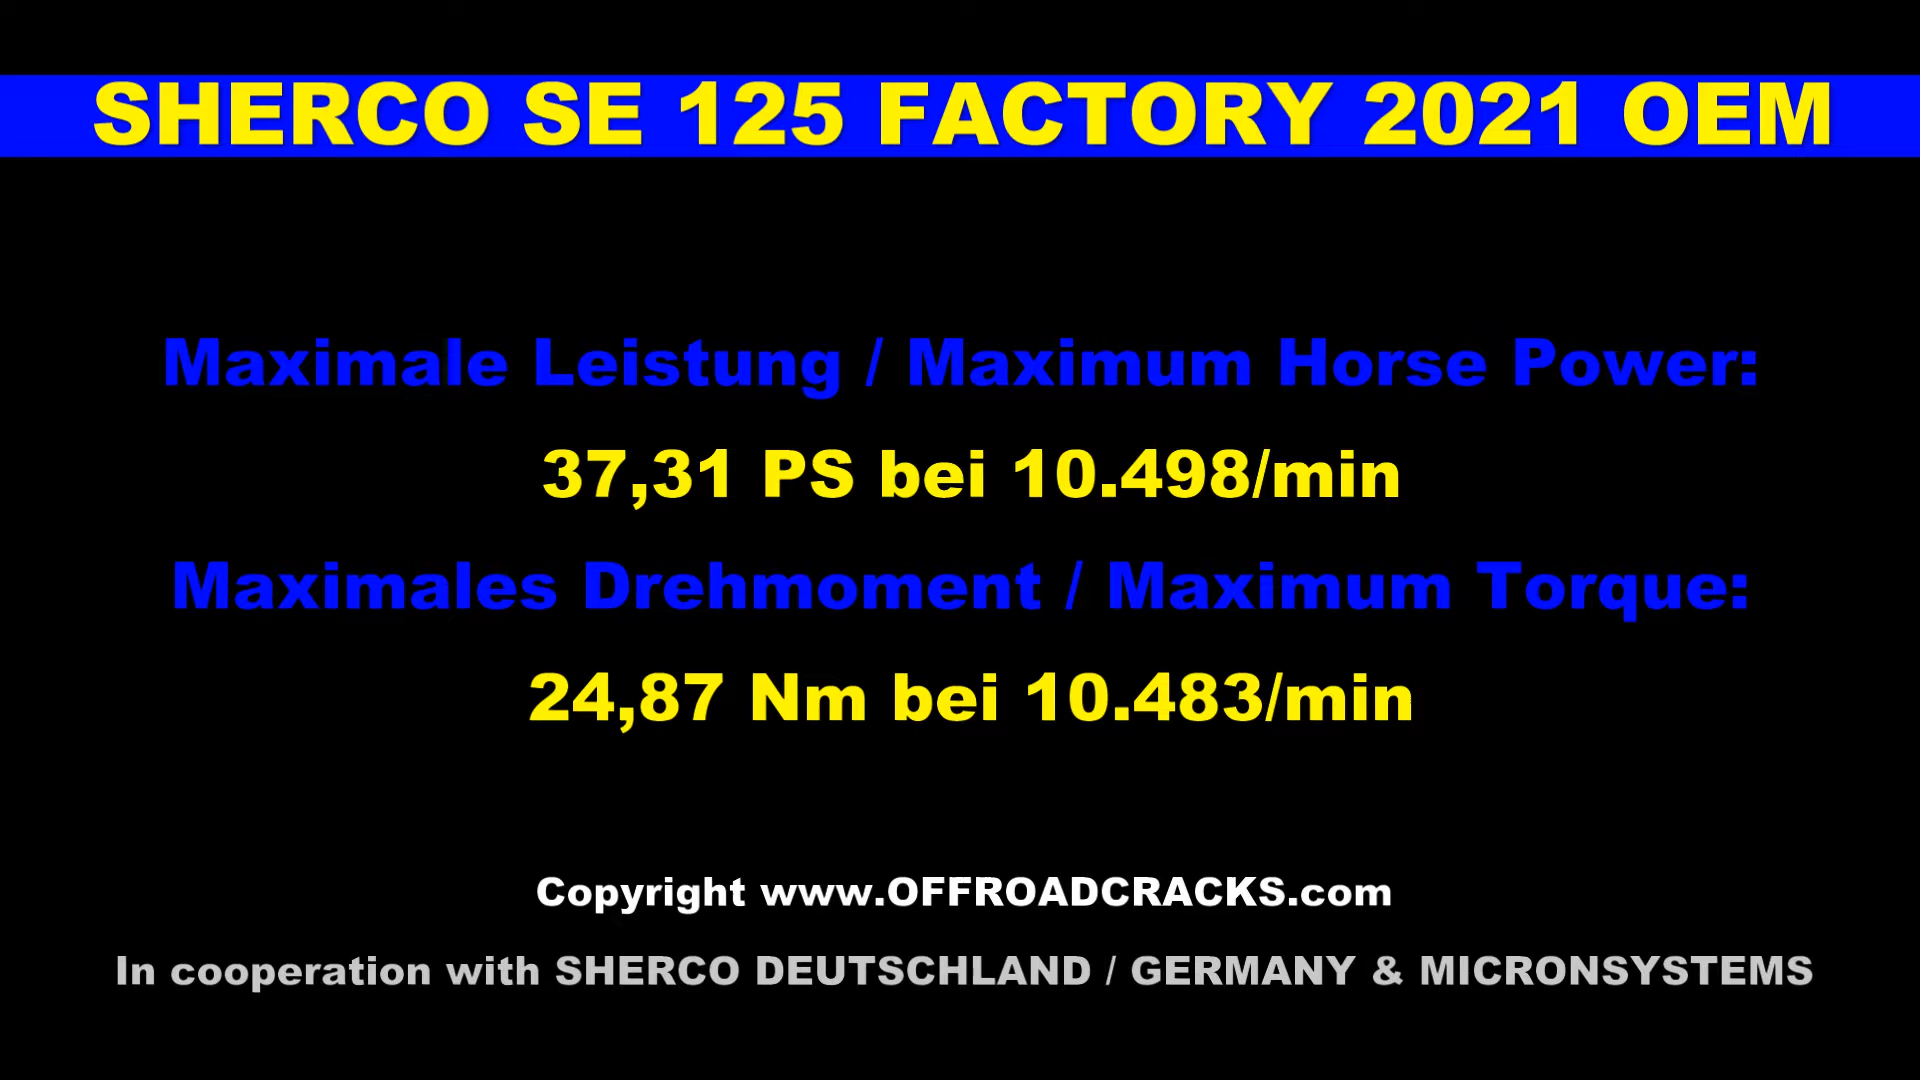 SHERCO SE 125 FACTORY 2021 OEM
Maximale Leistung / Maximum Horse Power:
37,31 PS bei 10.498/min
Maximales Drehmoment / Maximum Torque:
24,87 Nm bei 10.483/min
Copyright www.OFFROADCRACKS.com
In cooperation with SHERCO DEUTSCHLAND / GERMANY & MICRONSYSTEMS